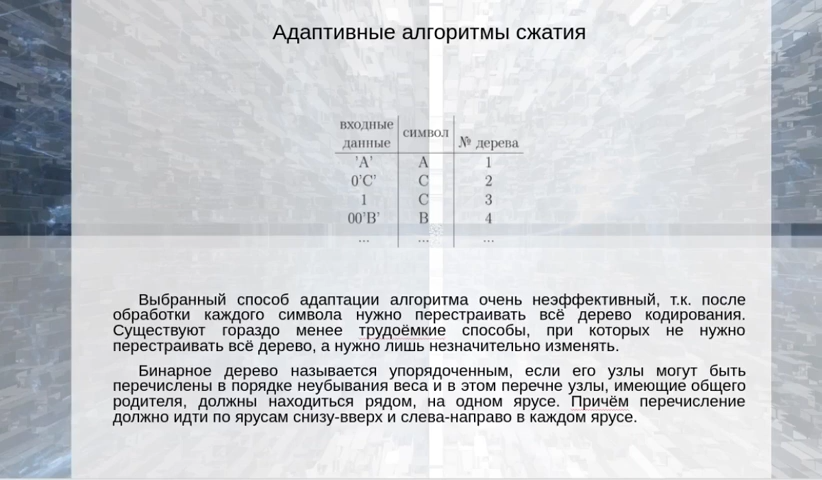 Адаптивные алгоритмы сжатия
входные данные символ № дерева
'A' A 1
0'C' C 2
1 C 3
00'B' B 4
... ... ...
Выбранный способ адаптации алгоритма очень неэффективный, т.к. после
обработки каждого символа нужно перестраивать всё дерево кодирования.
Существуют гораздо менее трудоёмкие способы, при которых не нужно
перестраивать всё дерево, а нужно лишь незначительно изменять.
Бинарное дерево называется упорядоченным, если его узлы могут быть
перечислены в порядке неубывания веса и в этом перечне узлы, имеющие общего
родителя, должны находиться рядом, на одном ярусе. Причём перечисление
должно идти по ярусам снизу-вверх и слева-направо в каждом ярусе.